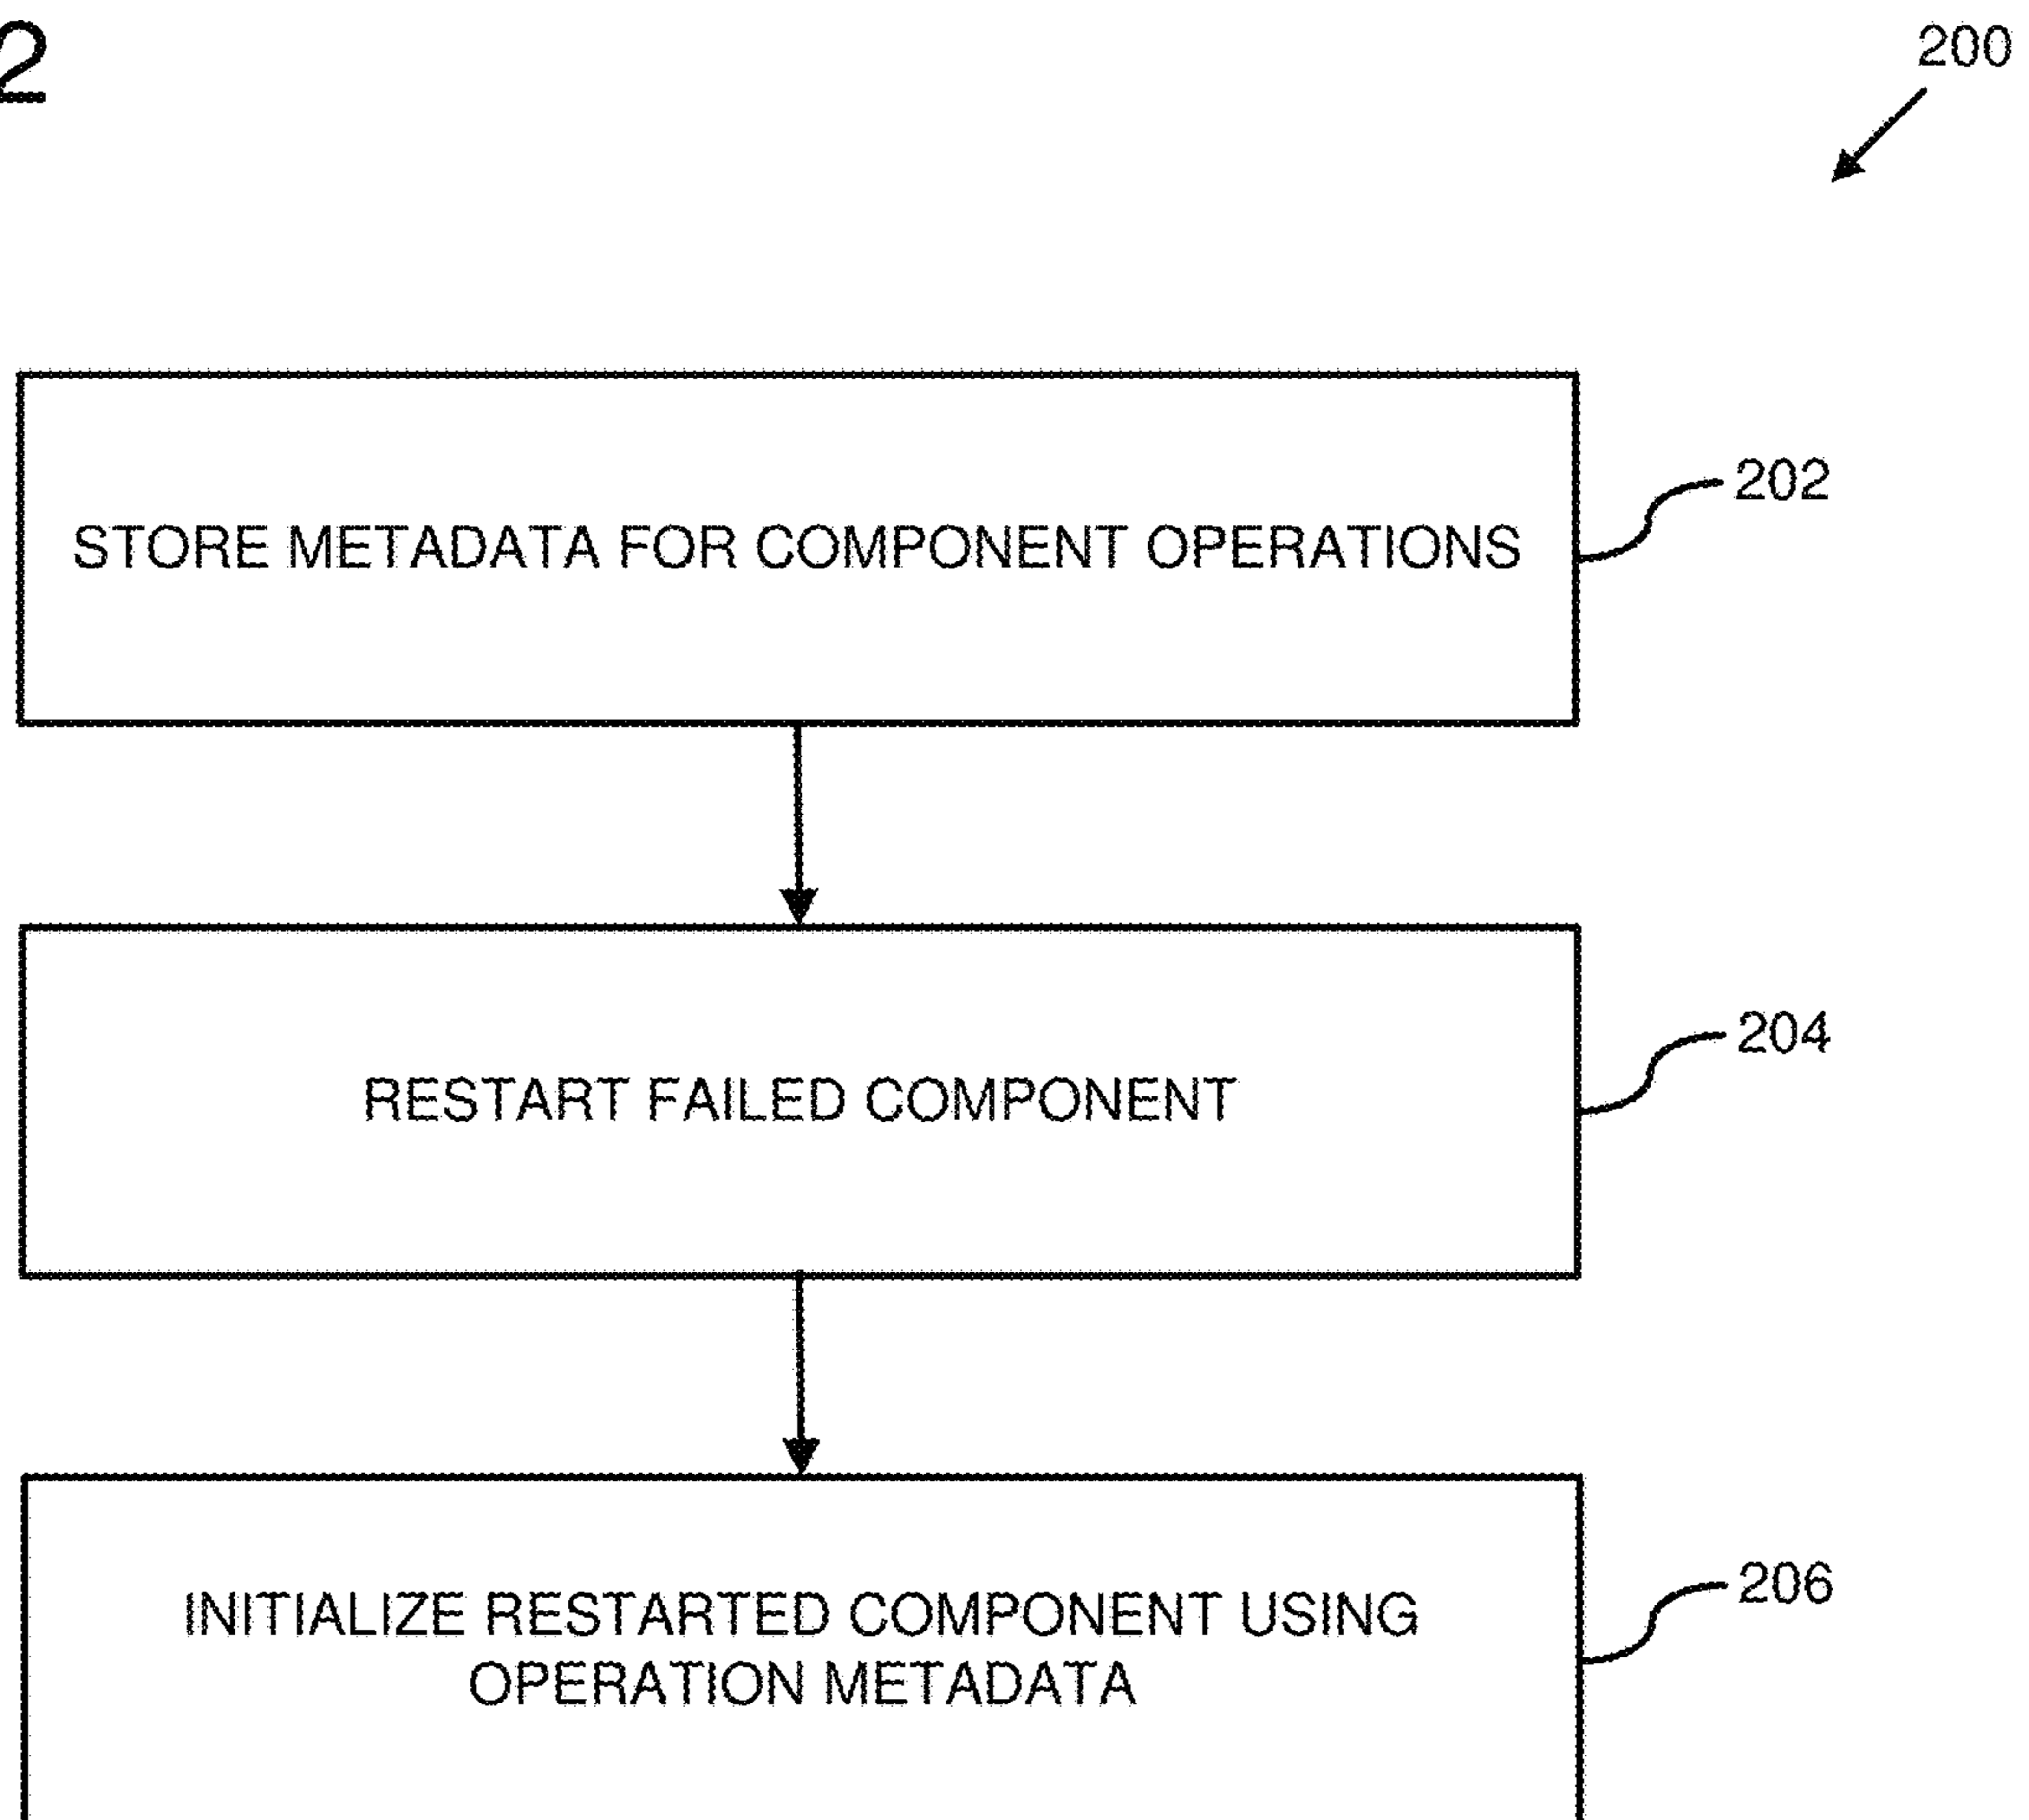 2
200
STORE METADATA FOR COMPONENT OPERATIONS
202
RESTART FAILED COMPONENT
204
INITIALIZE RESTARTED COMPONENT USING
OPERATION METADATA
206